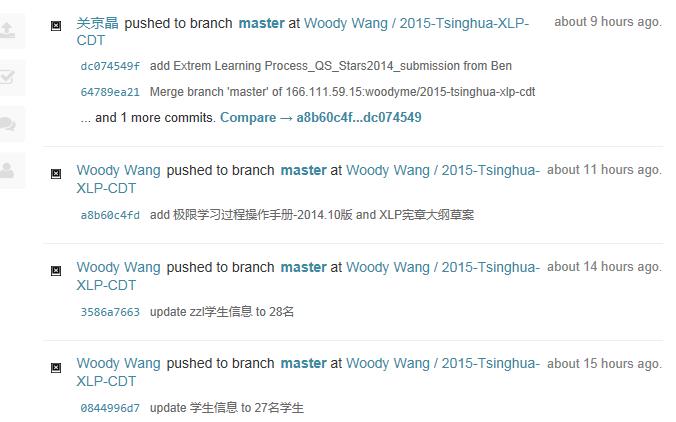 关京晶 pushed to branch master at Woody Wang / 2015-Tsinghua-XLP- about 9 hours ago.
CDT
dc074549f add Extrem Learning Process_QS_Stars2014_submission from Ben
64789ea21 Merge branch 'master' of 166.111.59.15:woodyme/2015-tsinghua-xlp-cdt
... and 1 more commits. Compare → a8b60c4f...dc074549
Woody Wang pushed to branch master at Woody Wang / 2015-Tsinghua- about 11 hours ago.
XLP-CDT
a8b60c4fd add 极限学习过程操作手册-2014.10版 and XLP宪章大纲草案
Woody Wang pushed to branch master at Woody Wang / 2015-Tsinghua- about 14 hours ago.
XLP-CDT
3586a7663 update zzl学生信息 to 28名
Woody Wang pushed to branch master at Woody Wang / 2015-Tsinghua- about 15 hours ago.
XLP-CDT
0844996d7 update 学生信息 to 27名学生